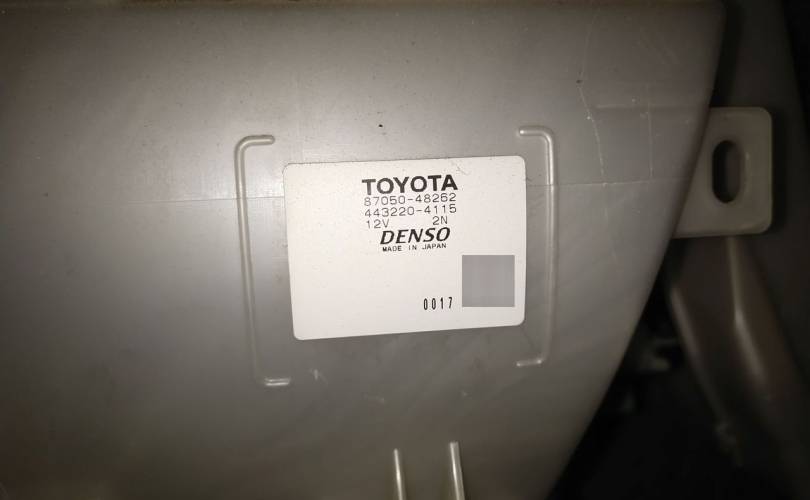 TOYOTA
87050-48262
443220-4115
12V 2N
DENSO
MADE IN JAPAN
0017